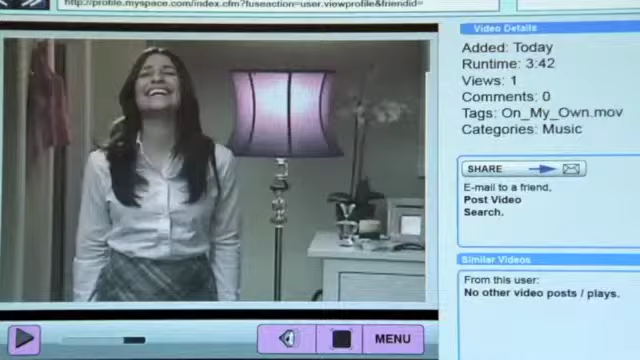 http://profile.myspace.com/index.cfm?fuseaction=user.viewprofile&friendid=
Video Details
Added: Today
Runtime: 3:42
Views: 1
Comments: 0
Tags: On_My_Own.mov
Categories: Music
SHARE
E-mail to a friend,
Post Video
Search.
Similar Videos
From this user:
No other video posts / plays.
MENU